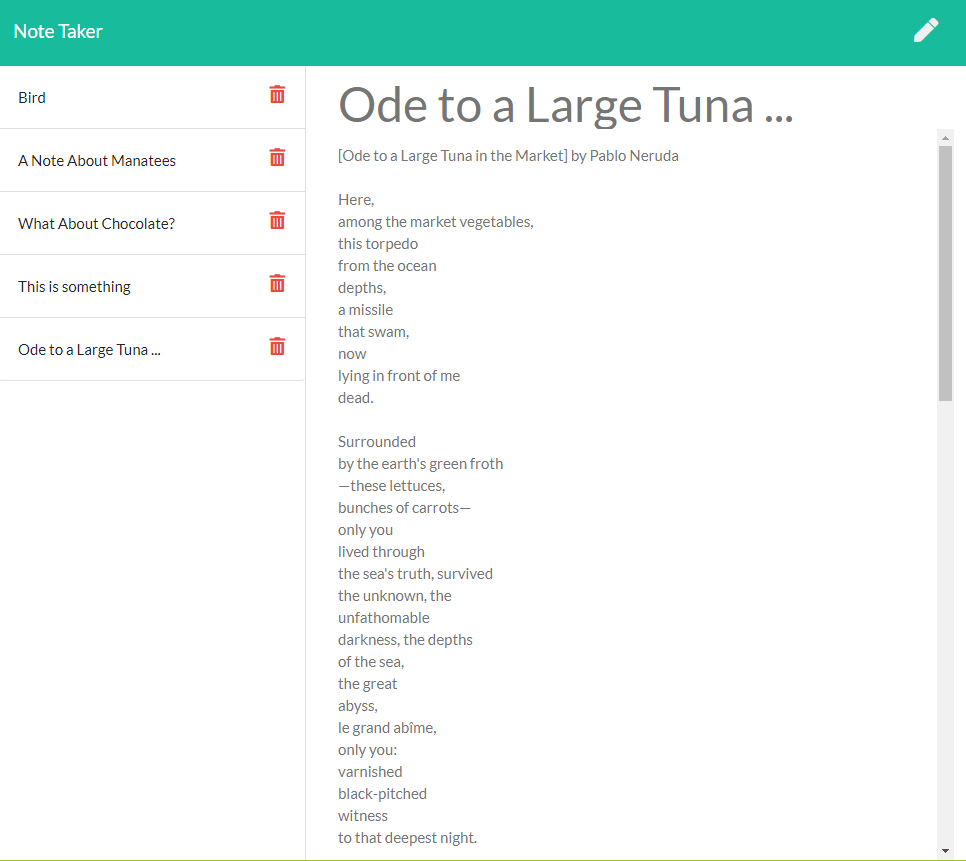 Note Taker
Bird
A Note About Manatees
What About Chocolate?
This is something
Ode to a Large Tuna ...
Ode to a Large Tuna ...
[Ode to a Large Tuna in the Market] by Pablo Neruda
Here,
among the market vegetables,
this torpedo
from the ocean
depths,
a missile
that swam,
now
lying in front of me
dead.
Surrounded
by the earth's green froth
—these lettuces,
bunches of carrots—
only you
lived through
the sea's truth, survived
the unknown, the
unfathomable
darkness, the depths
of the sea,
the great
abyss,
le grand abîme,
only you:
varnished
black-pitched
witness
to that deepest night.